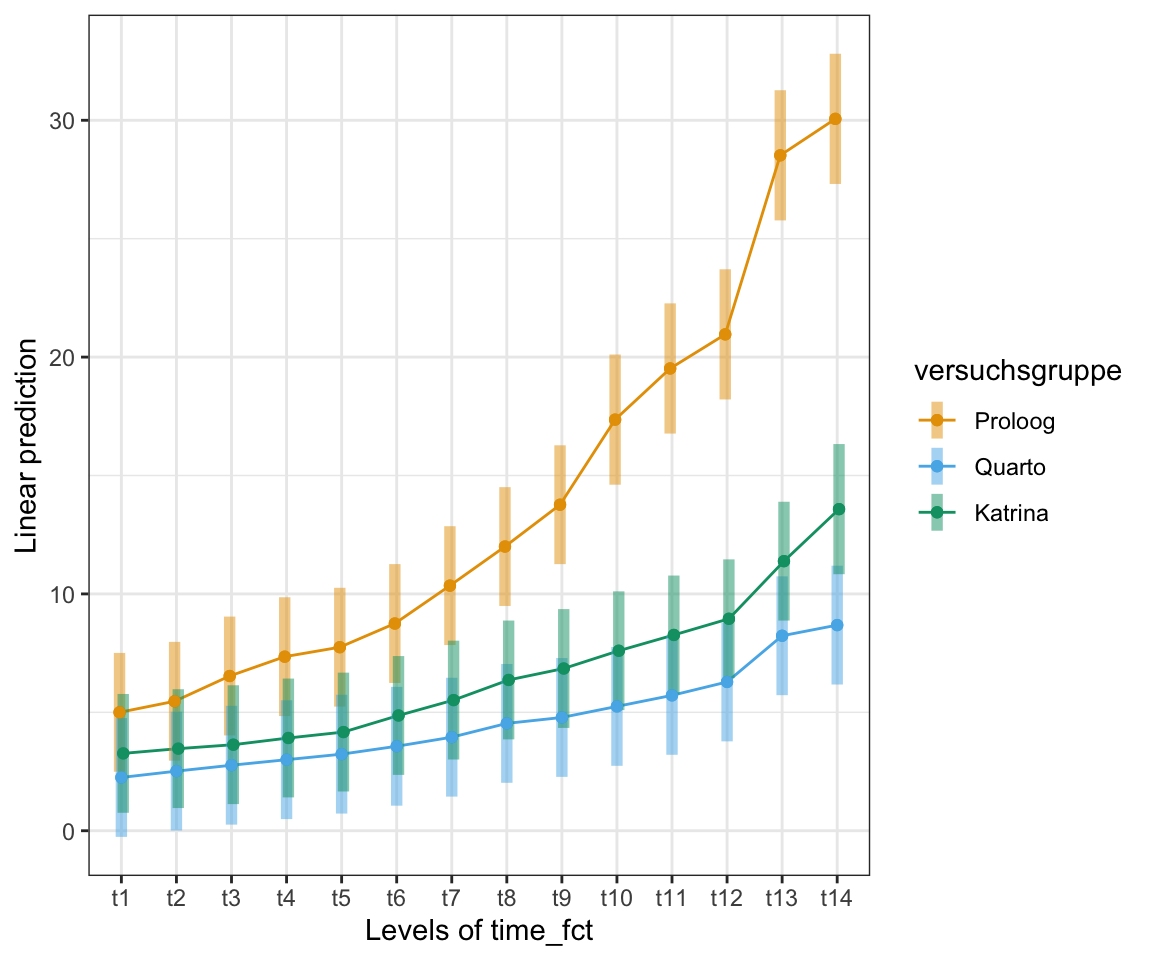 30
20
10
0
Linear prediction
t1 t2 t3 t4 t5 t6 t7 t8 t9 t10 t11 t12 t13 t14
Levels of time_fct
versuchsgruppe
Proloog
Quarto
Katrina